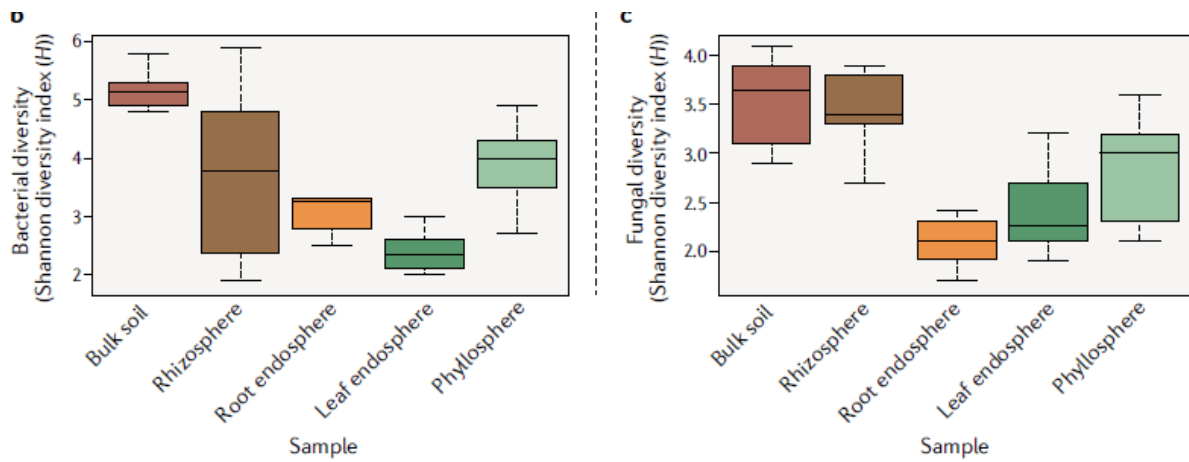 b
Bacterial diversity
(Shannon diversity index (H))
6
5
4
3
2
Bulk soil
Rhizosphere
Root endosphere
Leaf endosphere
Phyllosphere
Sample
c
Fungal diversity
(Shannon diversity index (H))
4.0
3.5
3.0
2.5
2.0
Bulk soil
Rhizosphere
Root endosphere
Leaf endosphere
Phyllosphere
Sample